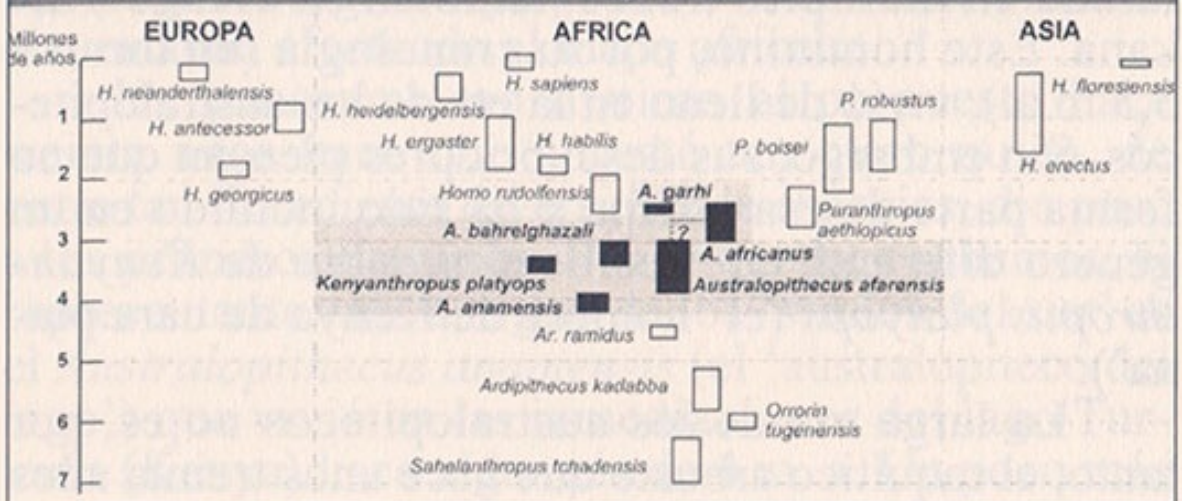 EUROPA
AFRICA
ASIA
Millones
de años
H. neanderthalensis
H. antecessor
H. georgicus
H. sapiens
H. heidelbergensis
H. ergaster
H. habilis
Homo rudolfensis
A. garhi
A. bahrelghazali
?
A. africanus
Kenyanthropus platyops
Australopithecus afarensis
A. anamensis
Ar. ramidus
Ardipithecus kadabba
Orrorin
tugenensis
Sahelanthropus tchadensis
P. robustus
P. boisei
Paranthropus
aethiopicus
H. floresiensis
H. erectus
1
2
3
4
5
6
7